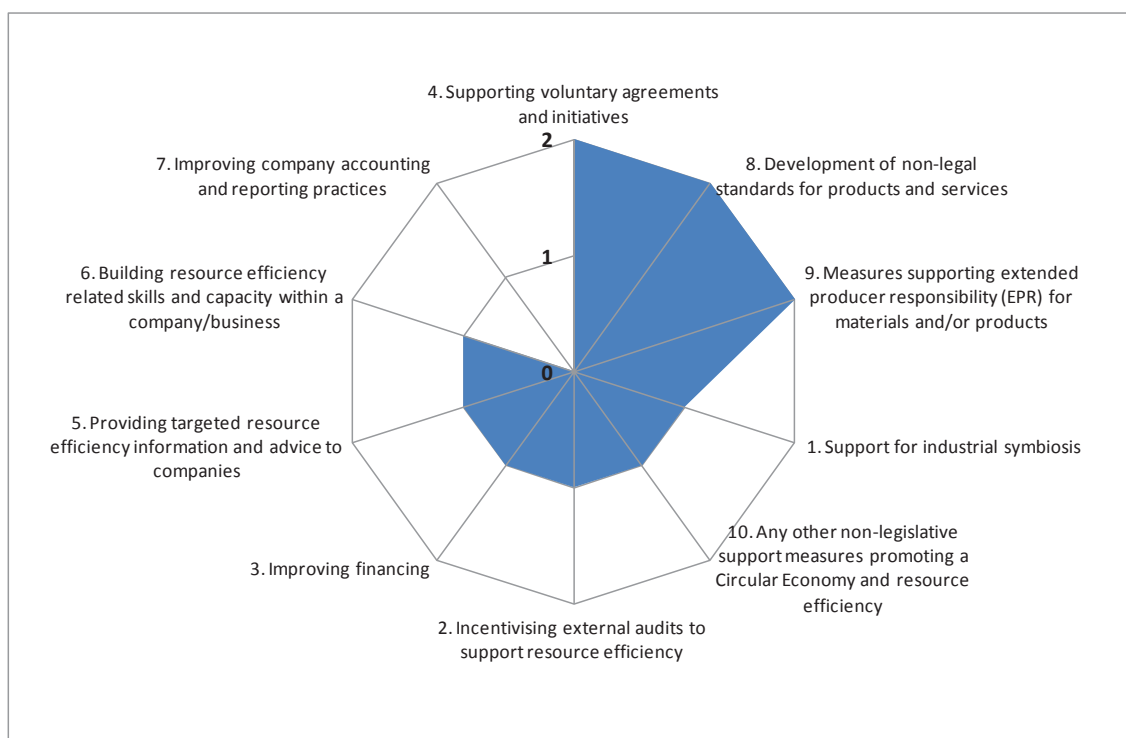 4. Supporting voluntary agreements
and initiatives
2
8. Development of non-legal
standards for products and services
9. Measures supporting extended
producer responsibility (EPR) for
materials and/or products
1. Support for industrial symbiosis
10. Any other non-legislative
support measures promoting a
Circular Economy and resource
efficiency
2. Incentivising external audits to
support resource efficiency
3. Improving financing
5. Providing targeted resource
efficiency information and advice to
companies
6. Building resource efficiency
related skills and capacity within a
company/business
7. Improving company accounting
and reporting practices
1
0